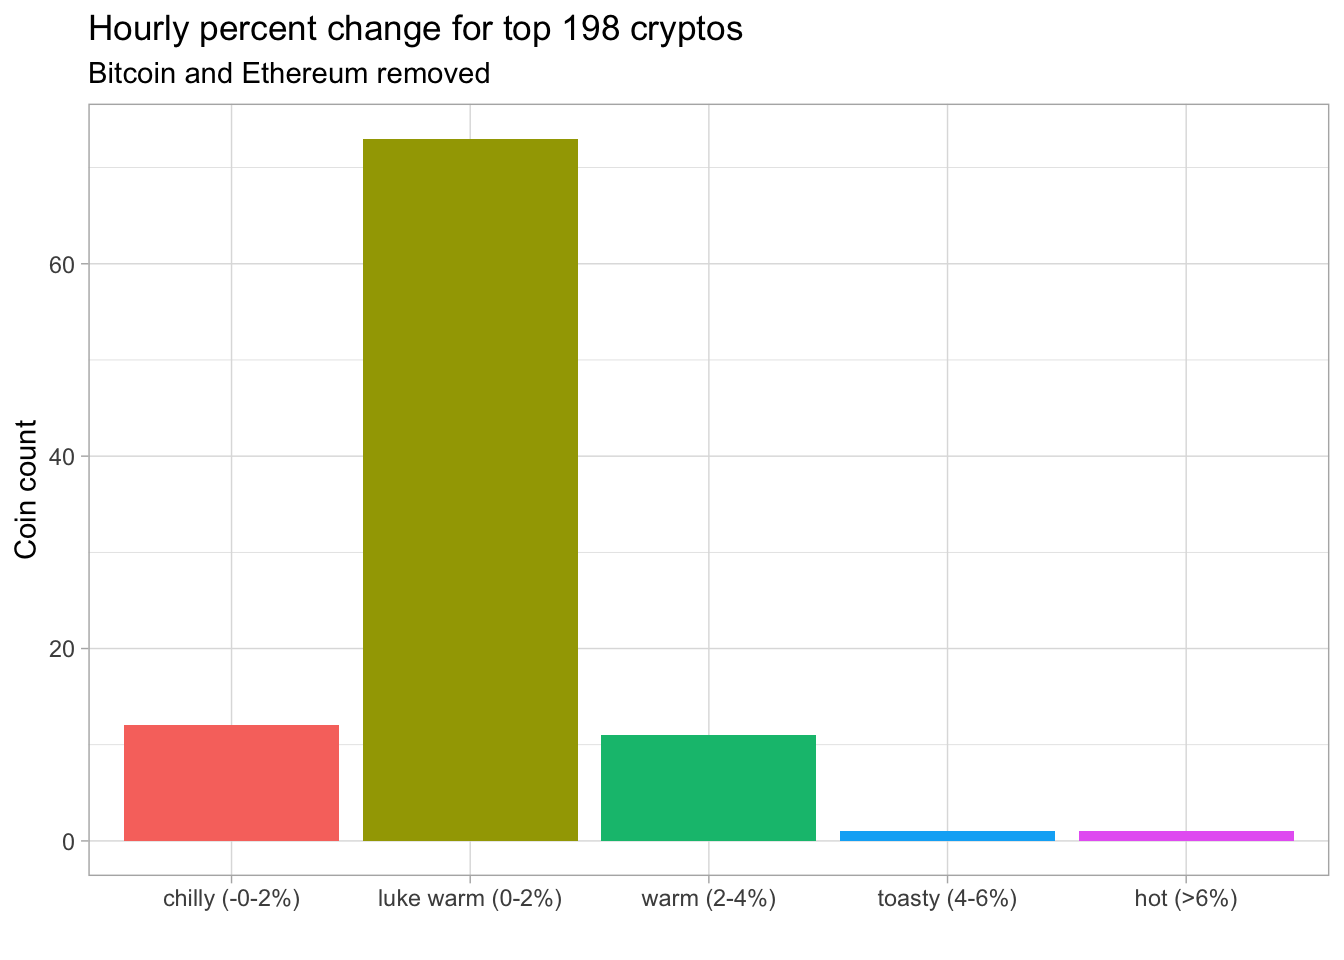 Hourly percent change for top 198 cryptos
Bitcoin and Ethereum removed
Coin count
60
40
20
0
chilly (-0-2%)
luke warm (0-2%)
warm (2-4%)
toasty (4-6%)
hot (>6%)